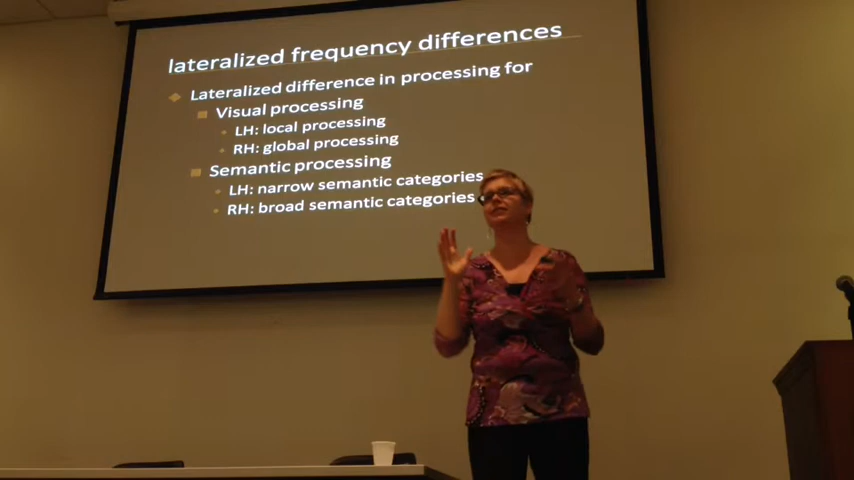 lateralized frequency differences
Lateralized difference in processing for
Visual processing
LH: local processing
RH: global processing
Semantic processing
LH: narrow semantic categories
RH: broad semantic categories